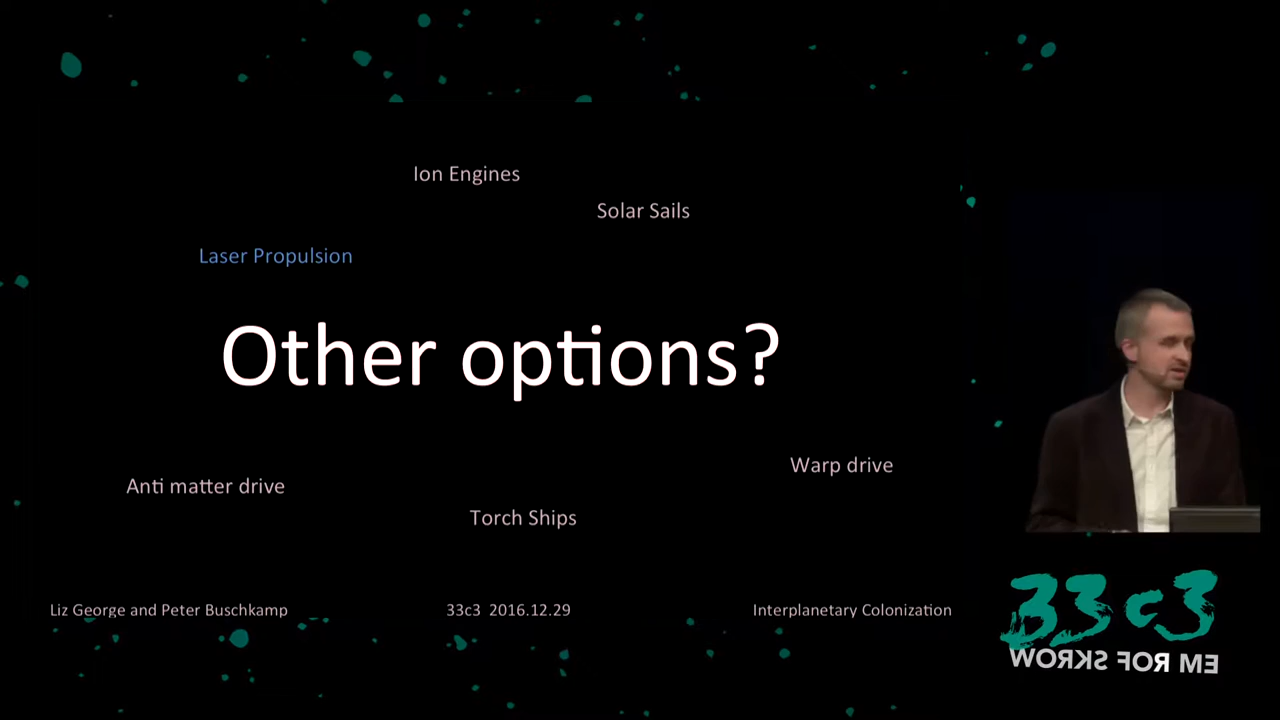 Ion Engines
Solar Sails
Laser Propulsion
Other options?
Warp drive
Anti matter drive
Torch Ships
Liz George and Peter Buschkamp 33c3 2016.12.29 Interplanetary Colonization
33c3
WORKS FOR ME